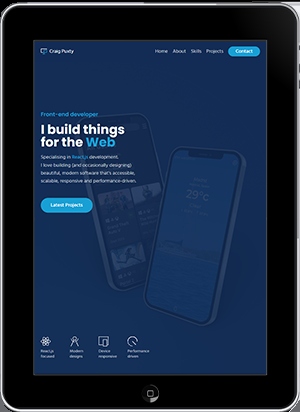 Craig Puxty
Home About Skills Projects Contact
Front-end developer
I build things
for the Web
Specialising in React.js development.
I love building (and occasionally designing)
beautiful, modern software that's accessible,
scalable, responsive and performance-driven.
29°c
Latest Projects
React.js
focused
Modern
designs
Device
responsive
Performance
driven